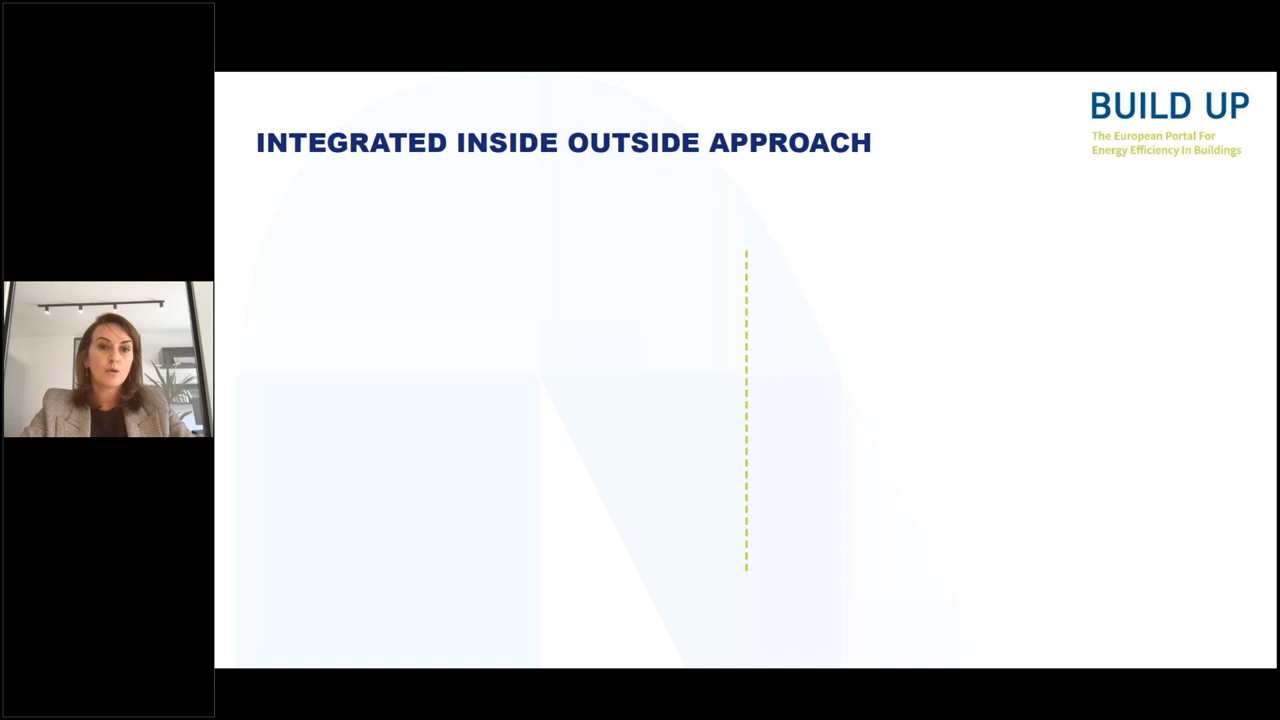 INTEGRATED INSIDE OUTSIDE APPROACH
BUILD UP
The European Portal For
Energy Efficiency In Buildings